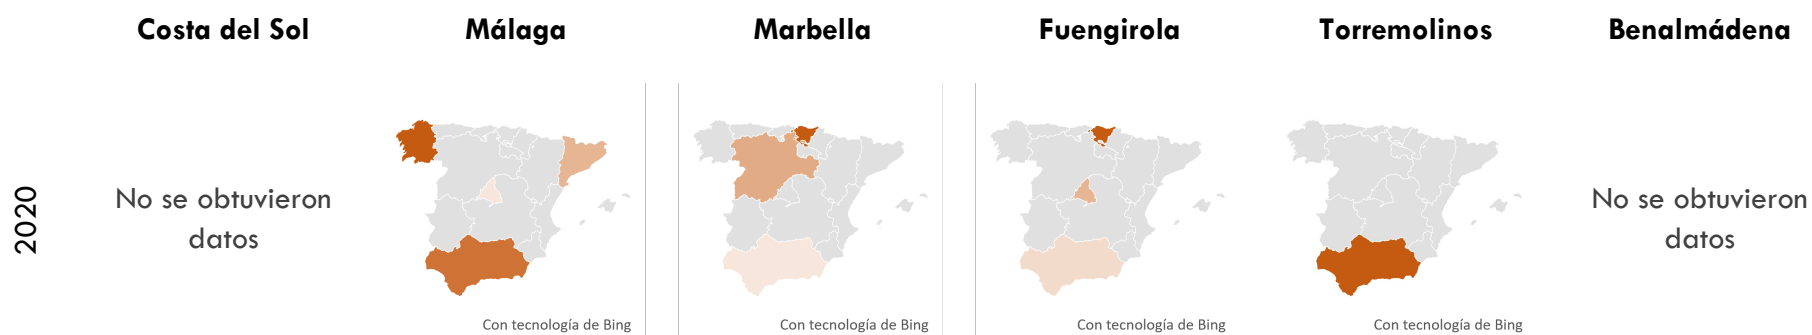 Costa del Sol
Málaga
Marbella
Fuengirola
Torremolinos
Benalmádena
2020
No se obtuvieron
datos
Con tecnología de Bing
Con tecnología de Bing
Con tecnología de Bing
Con tecnología de Bing
No se obtuvieron
datos